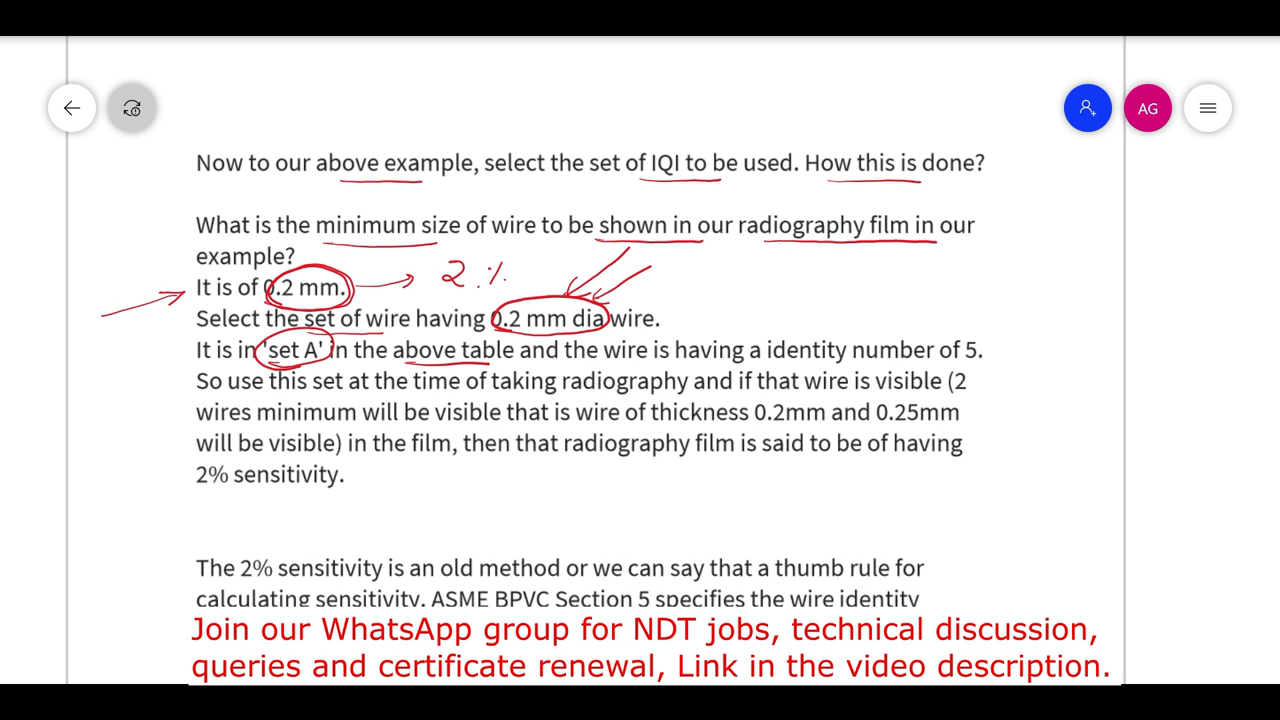 AG
Now to our above example, select the set of IQI to be used. How this is done?
What is the minimum size of wire to be shown in our radiography film in our
example?
It is of 0.2 mm. 2 %
Select the set of wire having 0.2 mm dia wire.
It is in 'set A' in the above table and the wire is having a identity number of 5.
So use this set at the time of taking radiography and if that wire is visible (2
wires minimum will be visible that is wire of thickness 0.2mm and 0.25mm
will be visible) in the film, then that radiography film is said to be of having
2% sensitivity.
The 2% sensitivity is an old method or we can say that a thumb rule for
calculating sensitivity. ASME BPVC Section 5 specifies the wire identity
Join our WhatsApp group for NDT jobs, technical discussion,
queries and certificate renewal, Link in the video description.